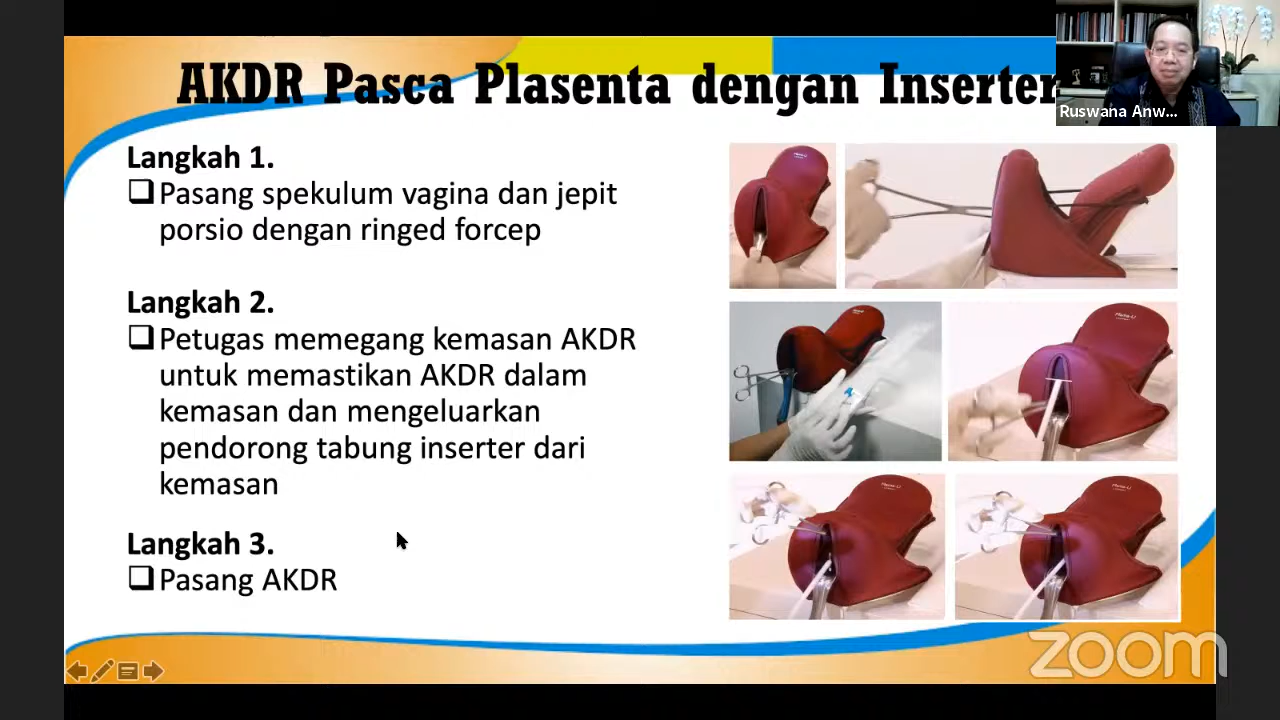 AKDR Pasca Plasenta dengan Inserter
Ruswana Anw...
Langkah 1.
Pasang spekulum vagina dan jepit
porsio dengan ringed forcep
Langkah 2.
Petugas memegang kemasan AKDR
untuk memastikan AKDR dalam
kemasan dan mengeluarkan
pendorong tabung inserter dari
kemasan
Langkah 3.
Pasang AKDR
zoom